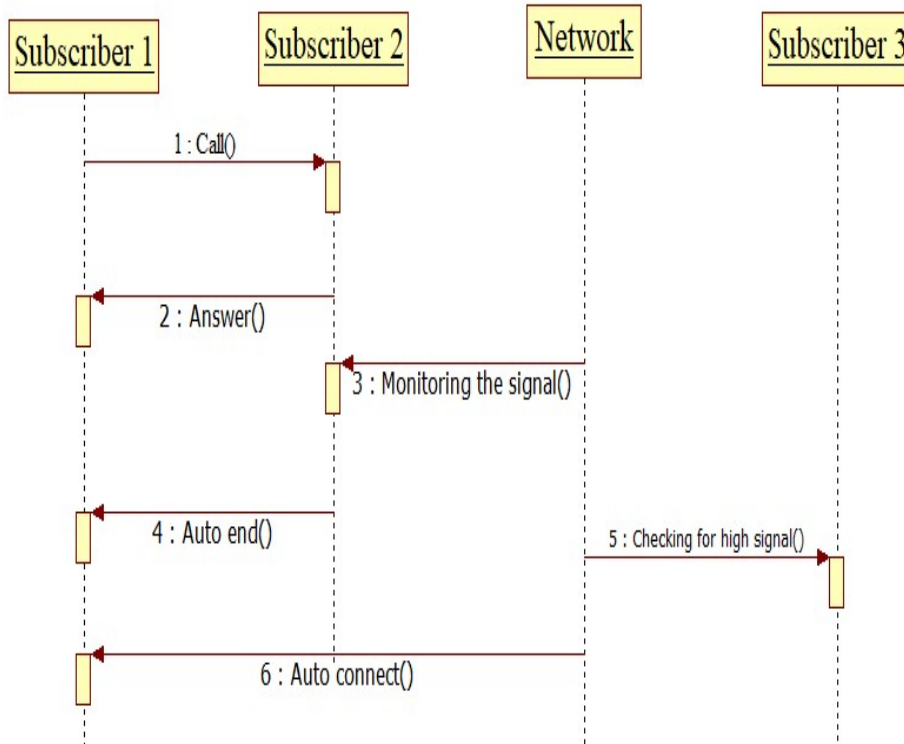 Subscriber 1
Subscriber 2
Network
Subscriber 3
1 : Call()
2 : Answer()
3 : Monitoring the signal()
4 : Auto end()
5 : Checking for high signal()
6 : Auto connect()